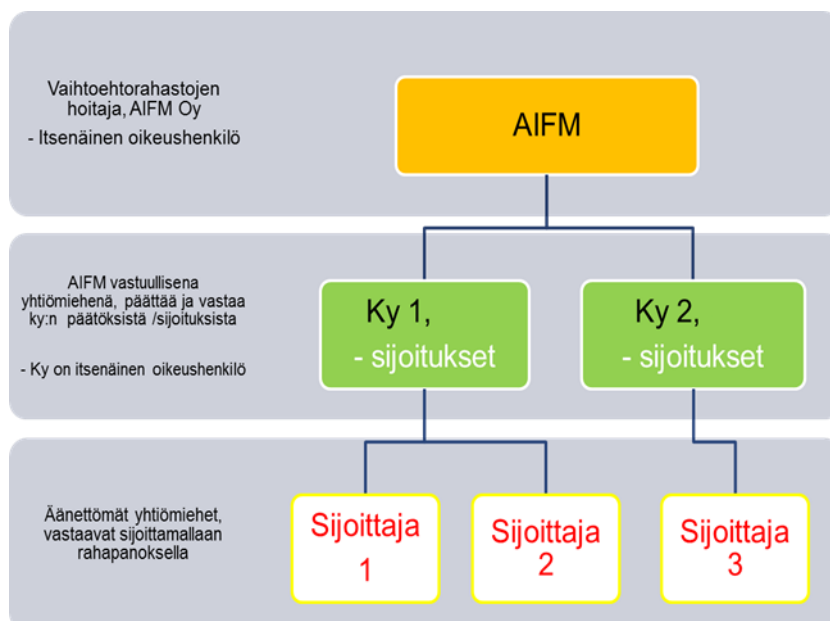 Vaihtoehtorahastojen
hoitaja, AIFM Oy
- Itsenäinen oikeushenkilö
AIFM
AIFM vastuullisena
yhtiömiehenä, päättää ja vastaa
ky:n päätöksistä /sijoituksista
- Ky on itsenäinen oikeushenkilö
Ky 1,
- sijoitukset
Ky 2,
- sijoitukset
Äänettömät yhtiömiehet,
vastaavat sijoittamallaan
rahapanoksella
Sijoittaja
1
Sijoittaja
2
Sijoittaja
3